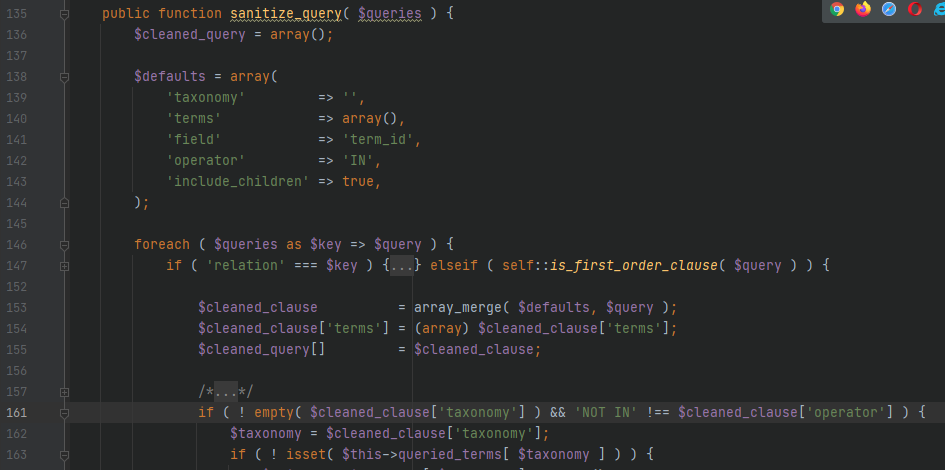 135 public function sanitize_query( $queries ) {
136 $cleaned_query = array();
137
138 $defaults = array(
139 'taxonomy' => '',
140 'terms' => array(),
141 'field' => 'term_id',
142 'operator' => 'IN',
143 'include_children' => true,
144 );
145
146 foreach ( $queries as $key => $query ) {
147 if ( 'relation' === $key ) {...} elseif ( self::is_first_order_clause( $query ) ) {
152
153 $cleaned_clause = array_merge( $defaults, $query );
154 $cleaned_clause['terms'] = (array) $cleaned_clause['terms'];
155 $cleaned_query[] = $cleaned_clause;
156
157 /*...*/
161 if ( ! empty( $cleaned_clause['taxonomy'] ) && 'NOT IN' !== $cleaned_clause['operator'] ) {
162 $taxonomy = $cleaned_clause['taxonomy'];
163 if ( ! isset( $this->queried_terms[ $taxonomy ] ) ) {